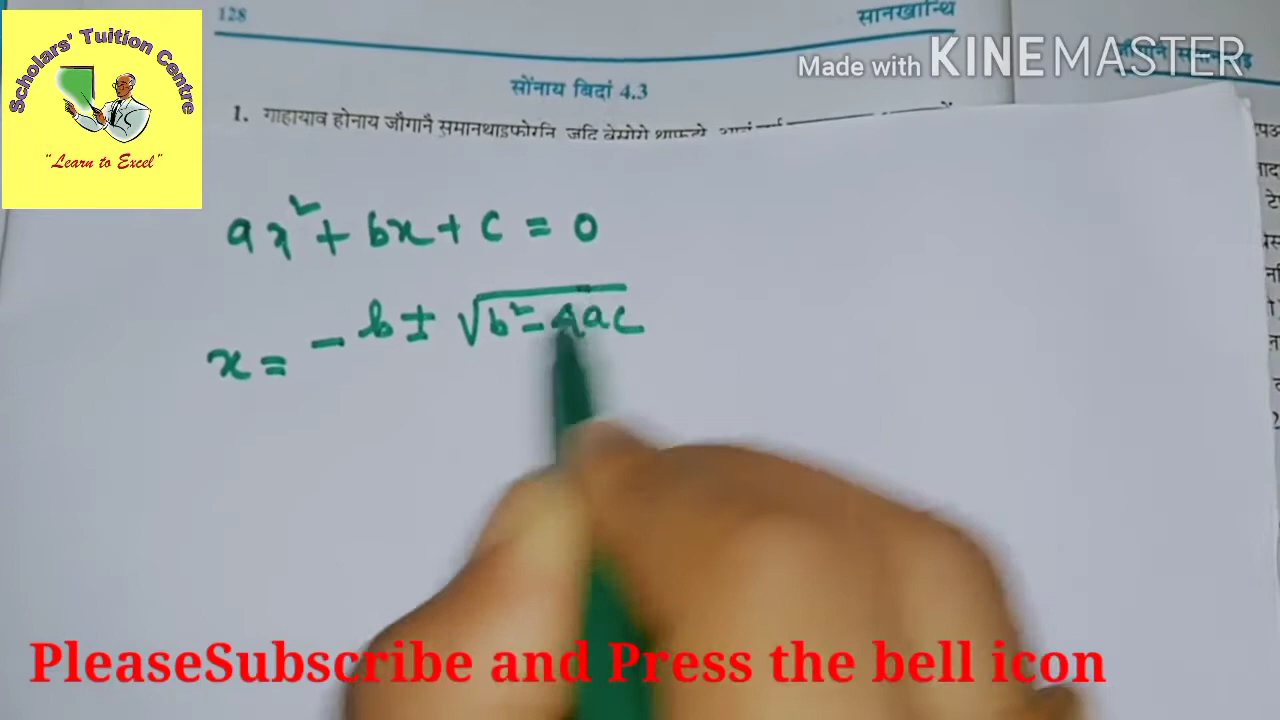 128
सानखान्थि
Scholars' Tuition Centre
"Learn to Excel"
Made with KINEMASTER
सोंनाय बिदां 4.3
1. गाहायाव होनाय जौगानै समानथाइफोरनि जदि बेसोरो
ax² + bx + c = 0
x = - b ± √b² - 4ac
PleaseSubscribe and Press the bell icon